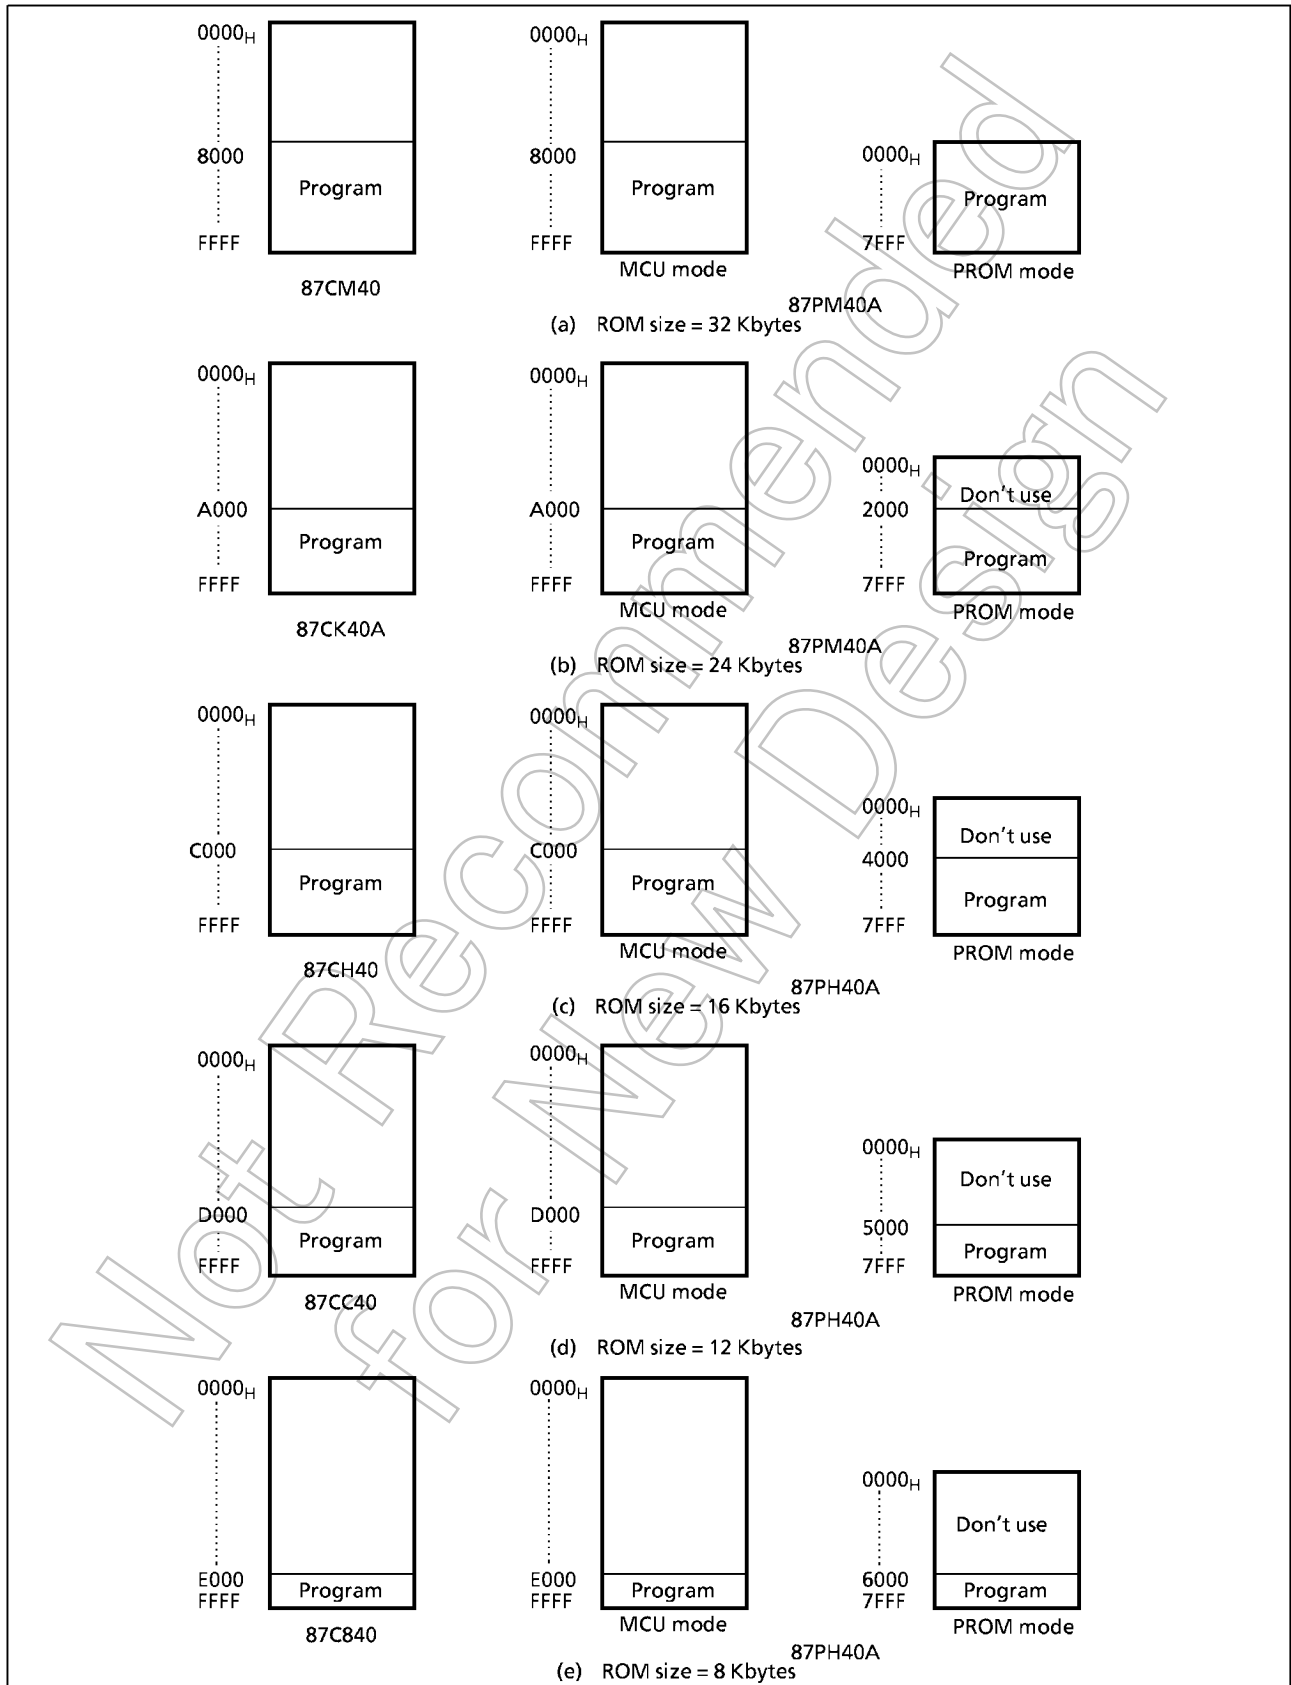 0000H
8000
Program
FFFF
87CM40
0000H
8000
Program
FFFF
MCU mode
0000H
Program
7FFF
PROM mode
87PM40A
(a) ROM size = 32 Kbytes
0000H
A000
Program
FFFF
87CK40A
0000H
A000
Program
FFFF
MCU mode
0000H
Don't use
2000
Program
7FFF
PROM mode
87PM40A
(b) ROM size = 24 Kbytes
0000H
C000
Program
FFFF
87CH40
0000H
C000
Program
FFFF
MCU mode
0000H
Don't use
4000
Program
7FFF
PROM mode
87PH40A
(c) ROM size = 16 Kbytes
0000H
D000
Program
FFFF
87CC40
0000H
D000
Program
FFFF
MCU mode
0000H
Don't use
5000
Program
7FFF
PROM mode
87PH40A
(d) ROM size = 12 Kbytes
0000H
E000
Program
FFFF
87C840
0000H
E000
Program
FFFF
MCU mode
0000H
Don't use
6000
Program
7FFF
PROM mode
87PH40A
(e) ROM size = 8 Kbytes
Not Recommended
for New Design